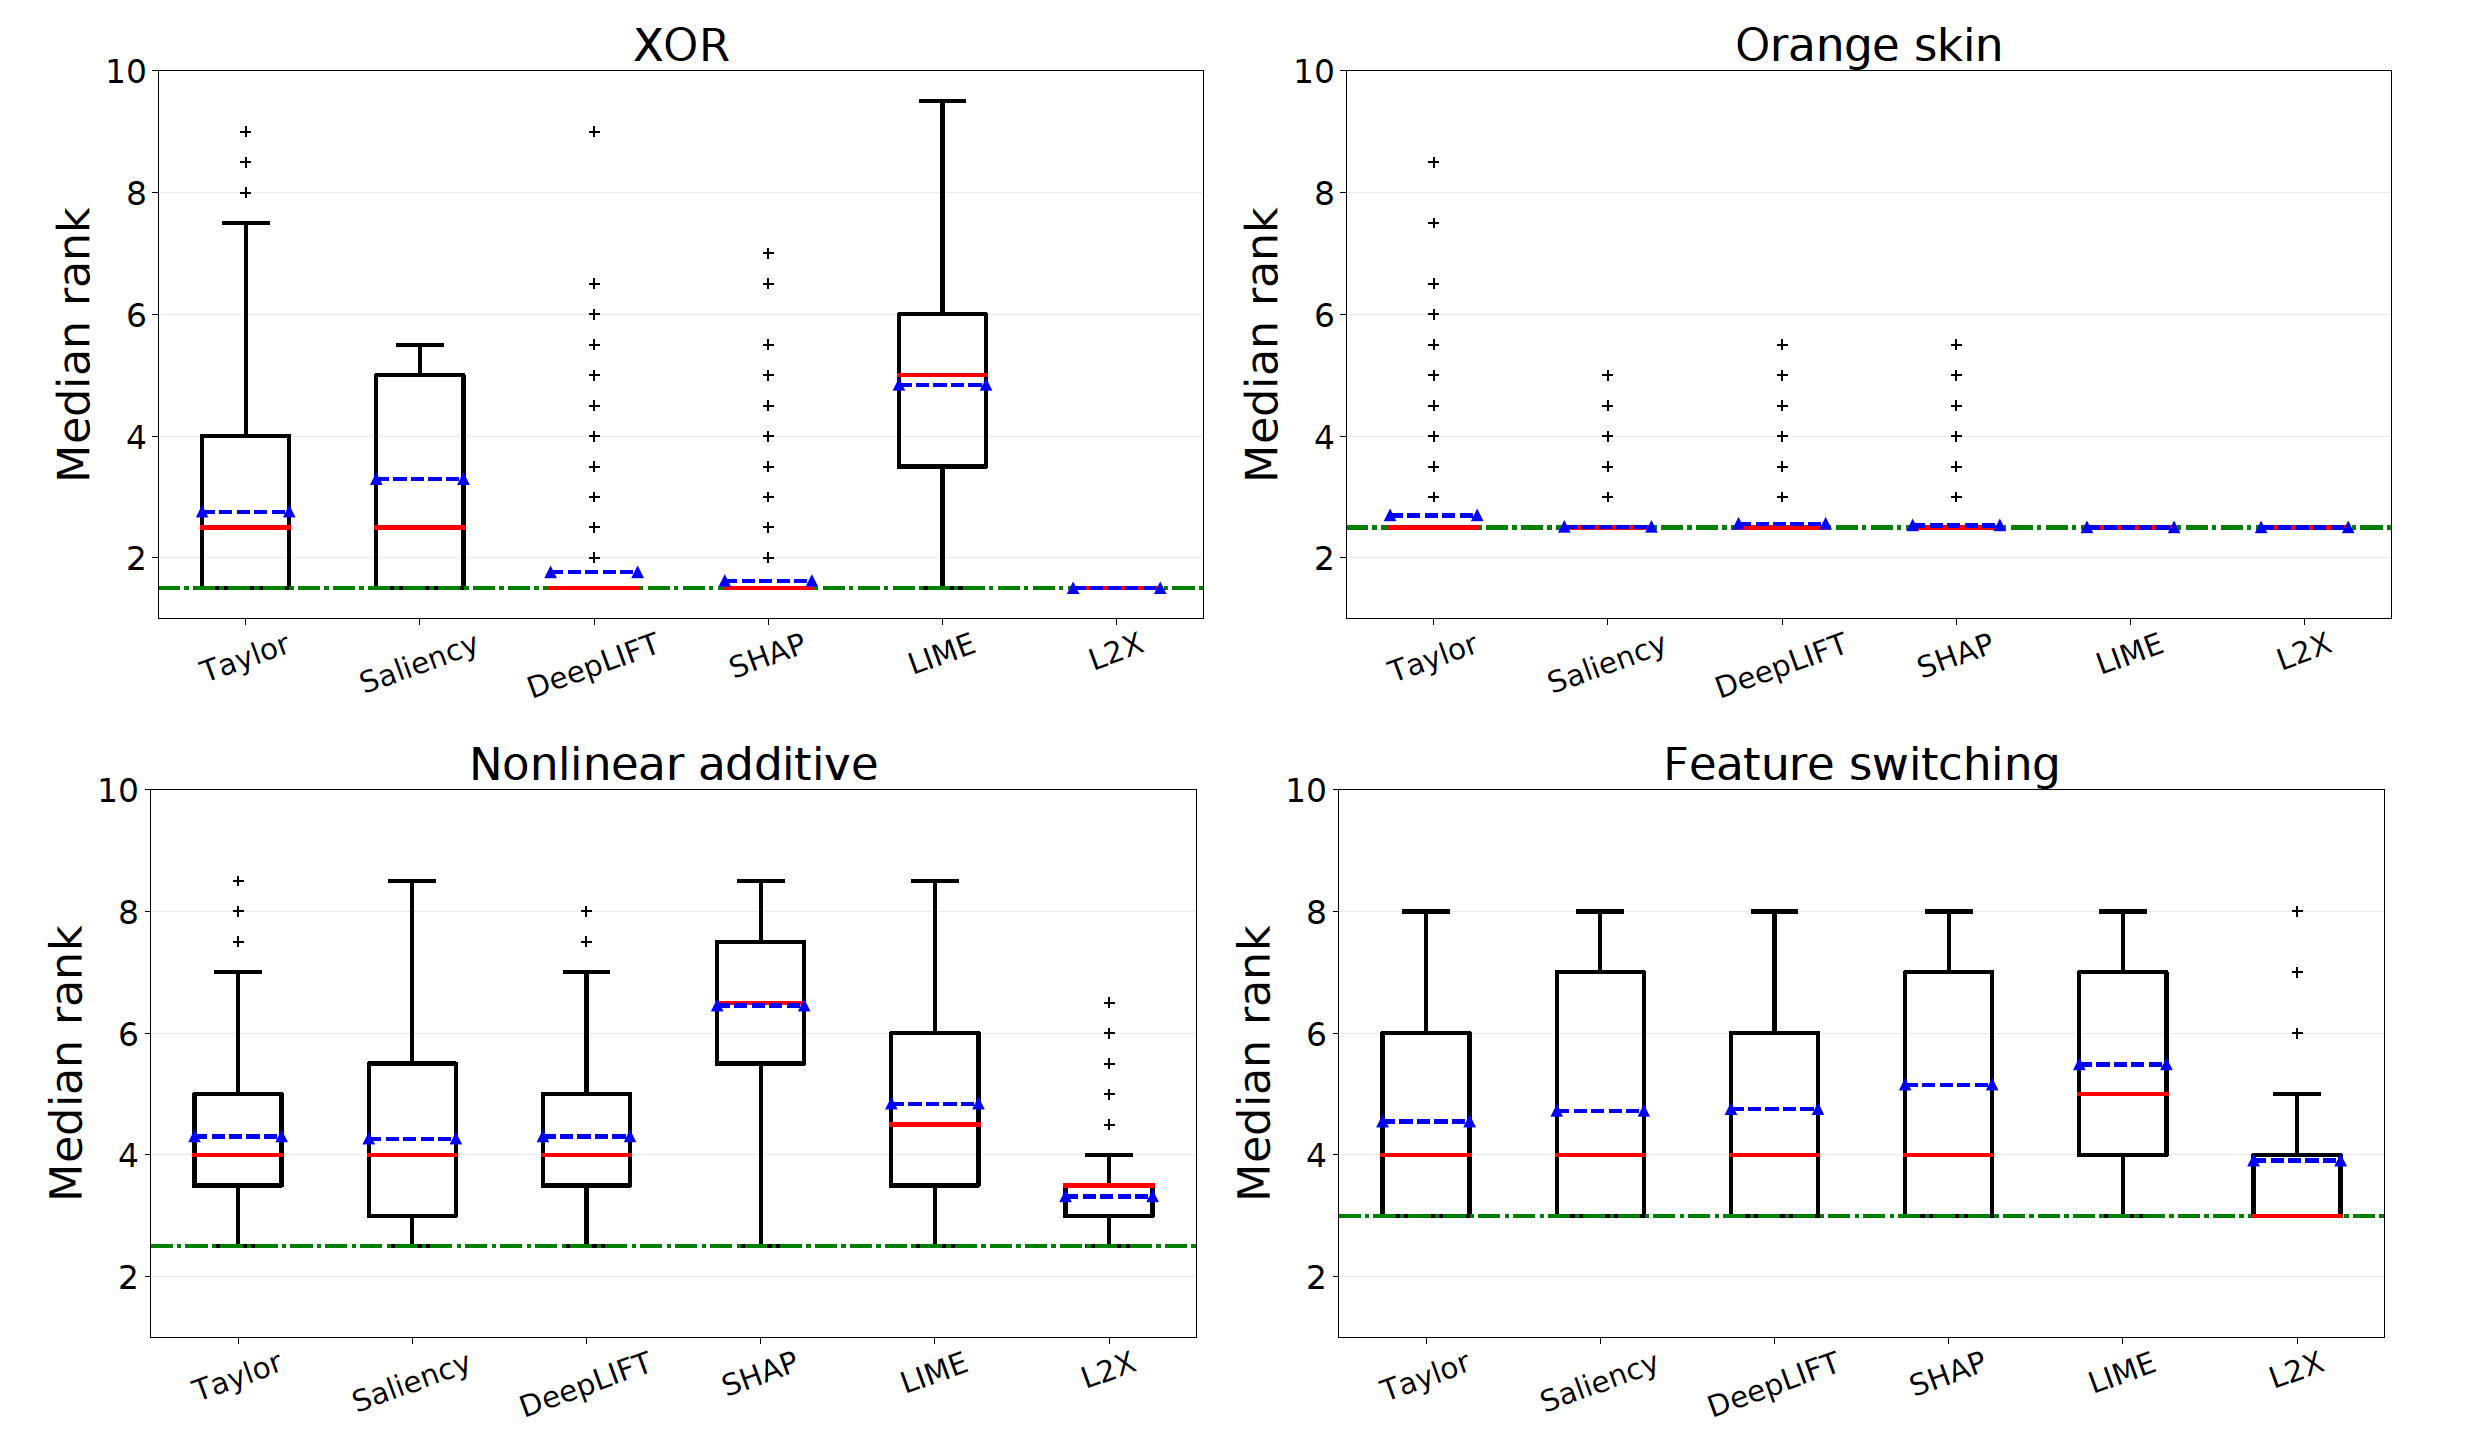 XOR
Median rank
10
8
6
4
2
Taylor
Saliency
DeepLIFT
SHAP
LIME
L2X
Orange skin
Median rank
10
8
6
4
2
Taylor
Saliency
DeepLIFT
SHAP
LIME
L2X
Nonlinear additive
Median rank
10
8
6
4
2
Taylor
Saliency
DeepLIFT
SHAP
LIME
L2X
Feature switching
Median rank
10
8
6
4
2
Taylor
Saliency
DeepLIFT
SHAP
LIME
L2X